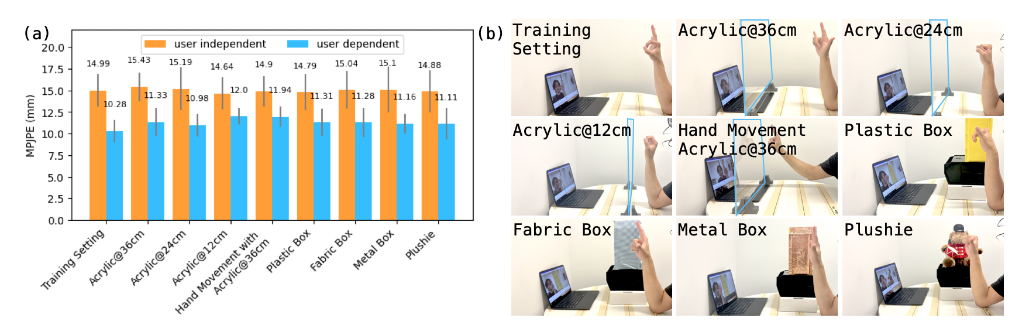 (a)
20.0
17.5
15.0
12.5
10.0
7.5
5.0
2.5
0.0
MPJPE (mm)
user independent
user dependent
14.99
10.28
15.43
11.33
15.19
10.98
14.64
12.0
14.9
11.94
14.79
11.31
15.04
11.28
15.1
11.16
14.88
11.11
Training Setting
Acrylic@36cm
Acrylic@24cm
Acrylic@12cm
Hand Movement with
Acrylic@36cm
Plastic Box
Fabric Box
Metal Box
Plushie
(b)
Training
Setting
Acrylic@36cm
Acrylic@24cm
Acrylic@12cm
Hand Movement
Acrylic@36cm
Plastic Box
Fabric Box
Metal Box
Plushie